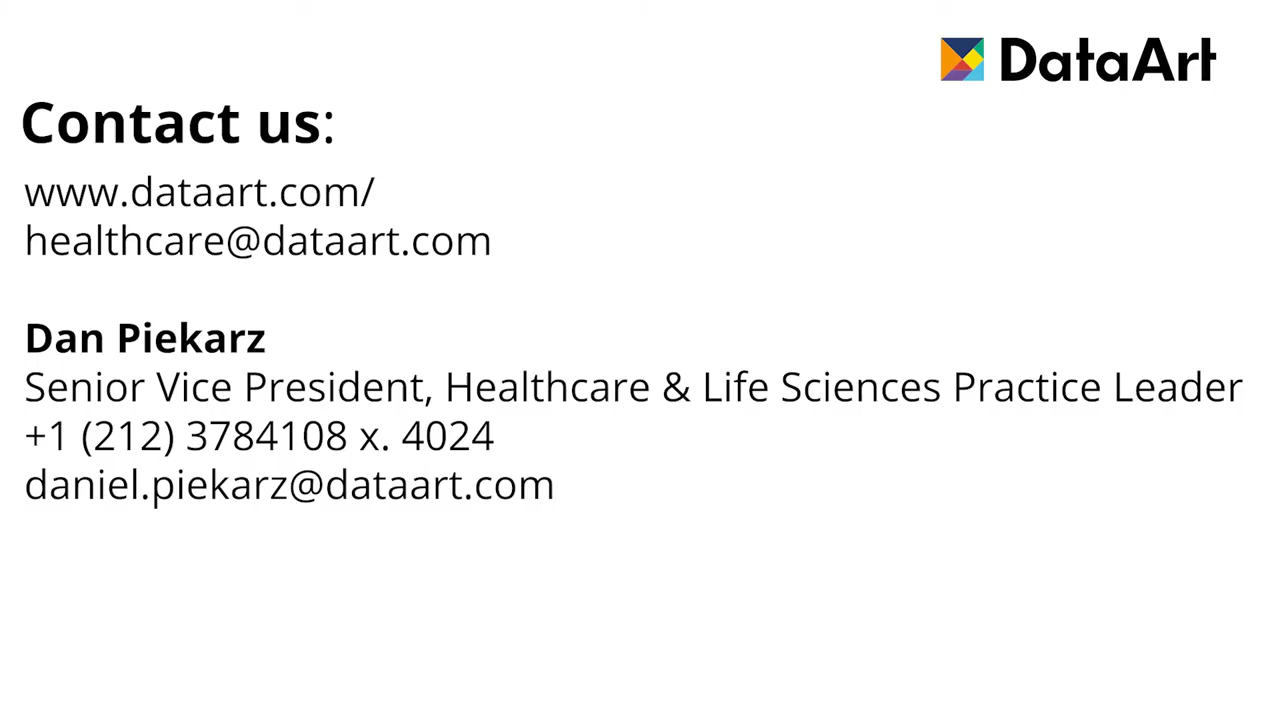 DataArt
Contact us:
www.dataart.com/
healthcare@dataart.com
Dan Piekarz
Senior Vice President, Healthcare & Life Sciences Practice Leader
+1 (212) 3784108 x. 4024
daniel.piekarz@dataart.com